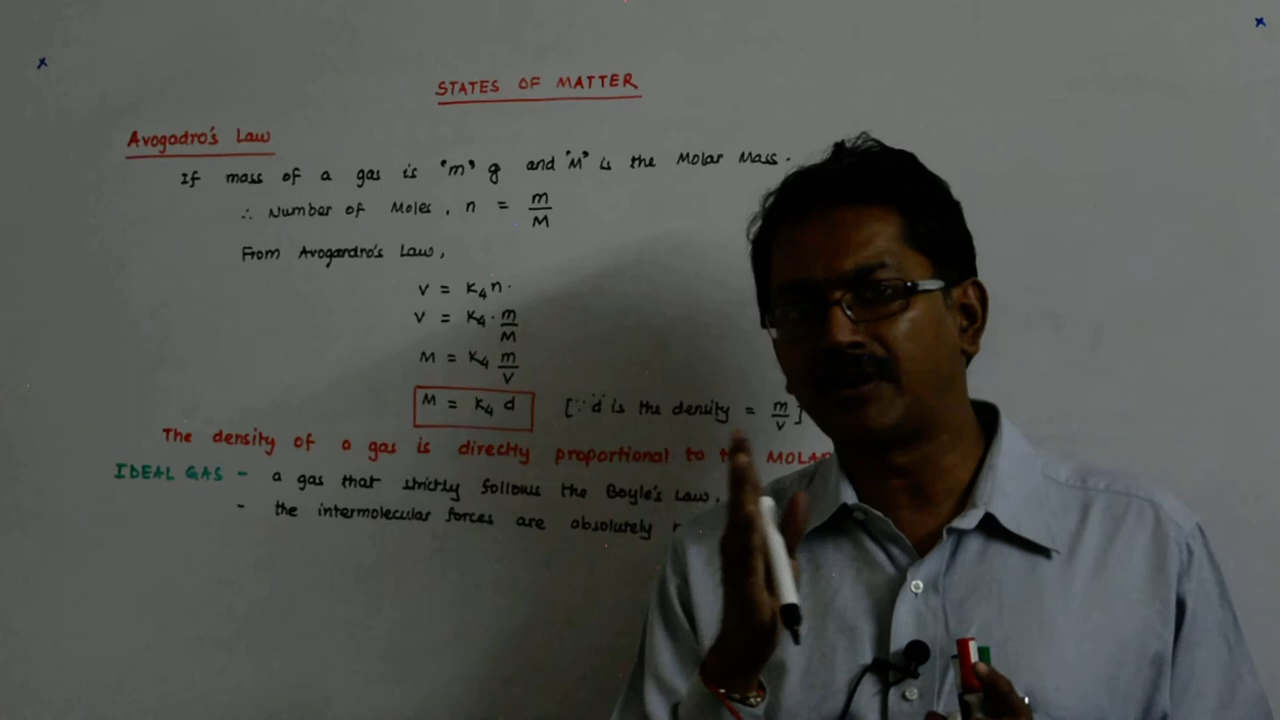 STATES OF MATTER
Avogadro's Law
If mass of a gas is 'm' g and 'M' is the Molar Mass.
∴ Number of Moles, n = m/M
From Avogandro's Law,
V = K₄n.
V = K₄ · m/M
M = K₄ m/V
M = K₄ d [∵ d is the density = m/V]
The density of a gas is directly proportional to MOLAR
IDEAL GAS - a gas that strictly follows the Boyle's Law.
- the intermolecular forces are absolutely